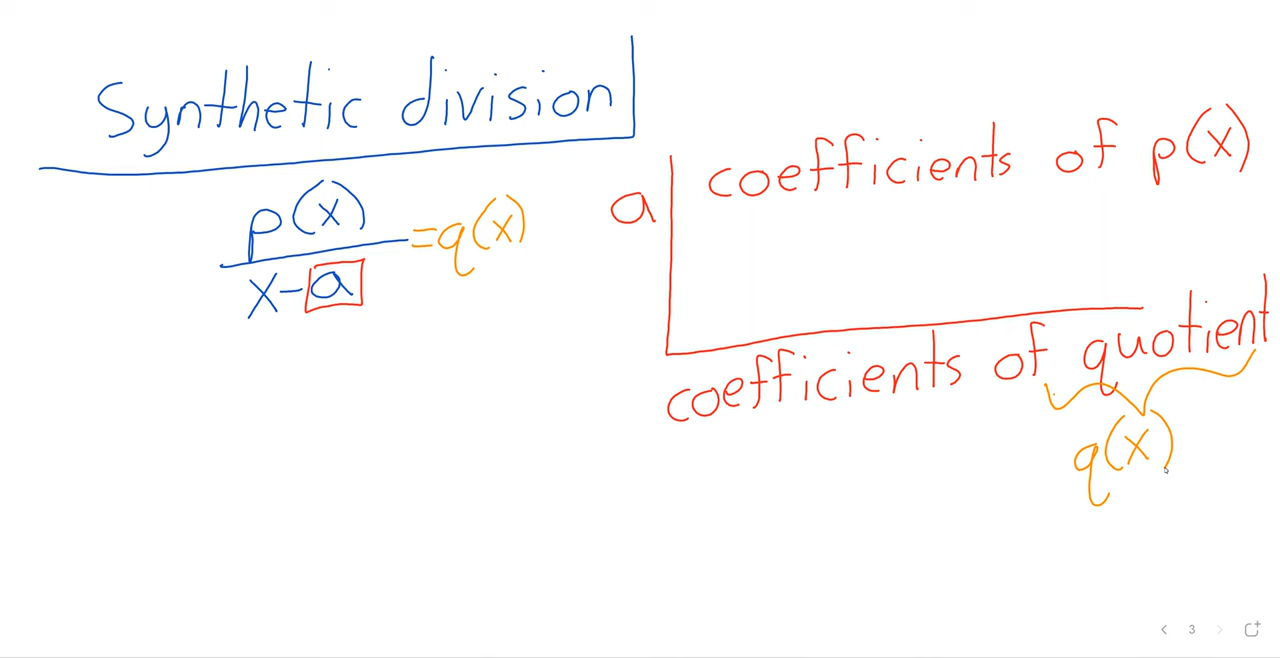 Synthetic division
p(x)
x-a
=q(x)
a
coefficients of p(x)
coefficients of quotient
q(x)
3